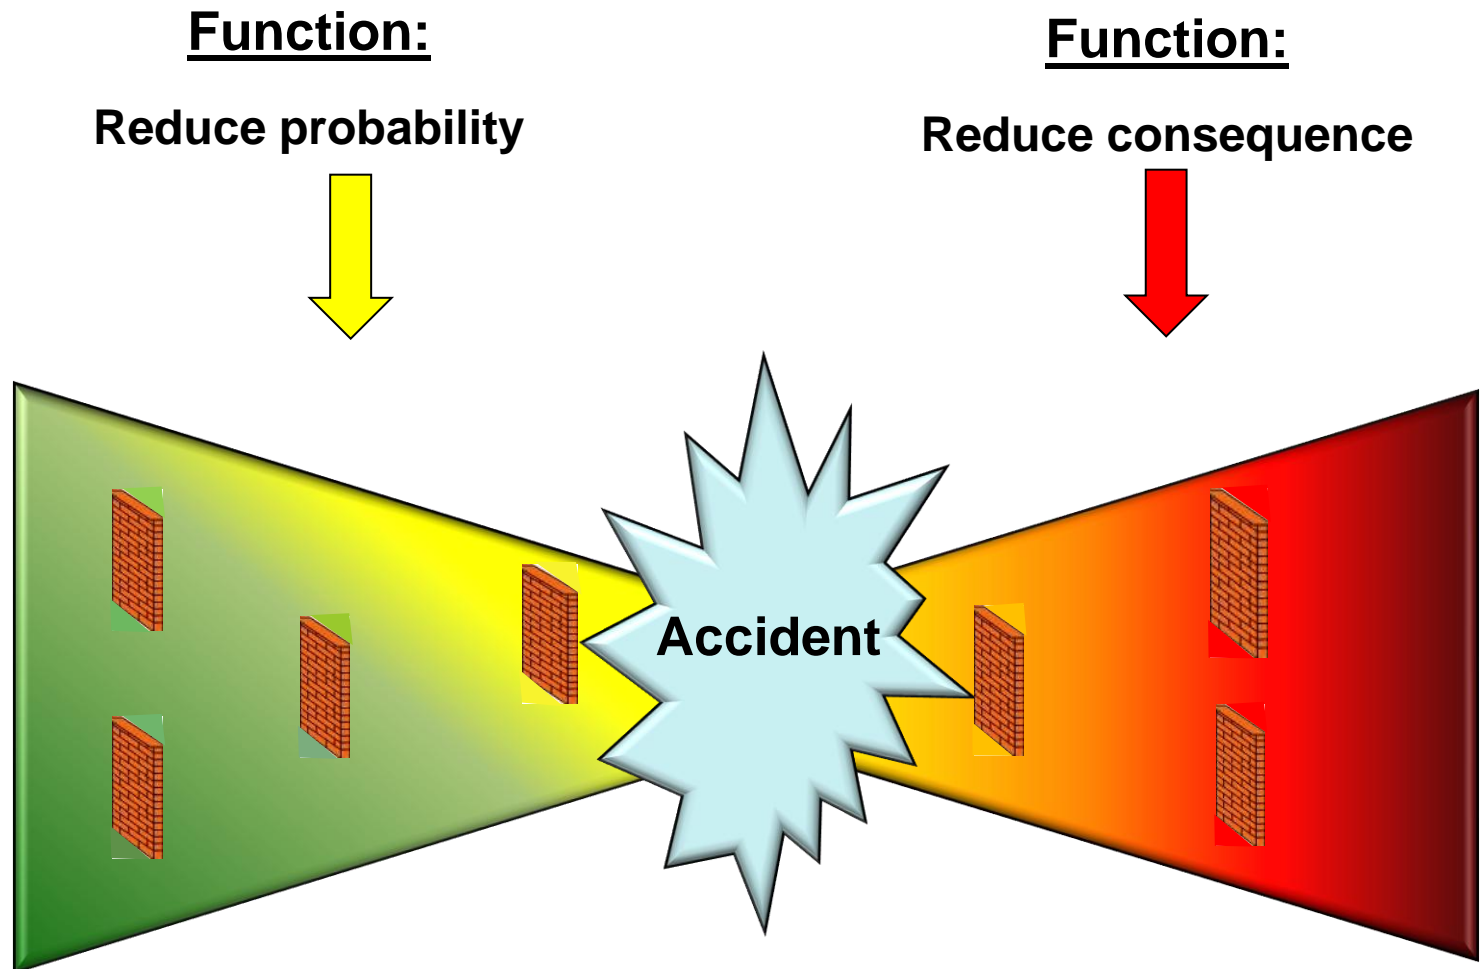 Function:
Reduce probability
Function:
Reduce consequence
Accident